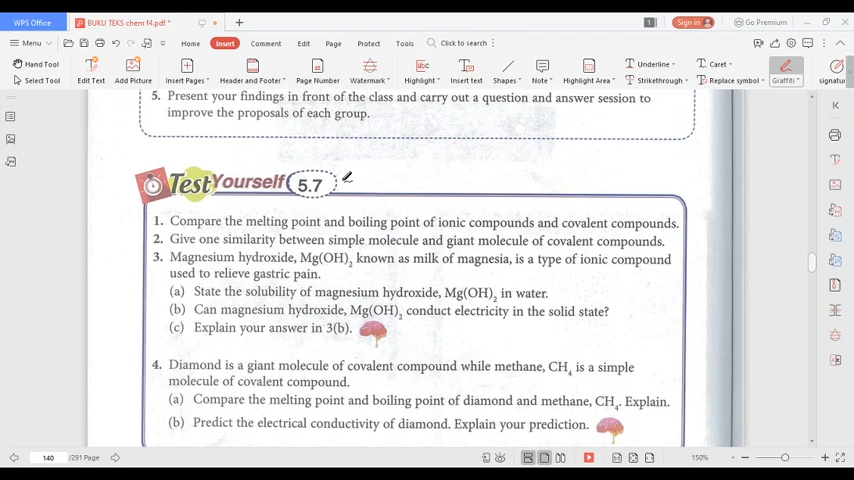 WPS Office
BUKU TEKS chem f4.pdf *
+
1
Sign in
Go Premium
Menu
Home
Insert
Comment
Edit
Page
Protect
Tools
Click to search
Hand Tool
Select Tool
Edit Text
Add Picture
Insert Pages
Header and Footer
Page Number
Watermark
Highlight
Insert text
Shapes
Note
Highlight Area
Underline
Strikethrough
Caret
Replace symbol
Graffiti
signatur
5. Present your findings in front of the class and carry out a question and answer session to
improve the proposals of each group.
Test Yourself 5.7
1. Compare the melting point and boiling point of ionic compounds and covalent compounds.
2. Give one similarity between simple molecule and giant molecule of covalent compounds.
3. Magnesium hydroxide, Mg(OH)₂ known as milk of magnesia, is a type of ionic compound
used to relieve gastric pain.
(a) State the solubility of magnesium hydroxide, Mg(OH)₂ in water.
(b) Can magnesium hydroxide, Mg(OH)₂ conduct electricity in the solid state?
(c) Explain your answer in 3(b).
4. Diamond is a giant molecule of covalent compound while methane, CH₄ is a simple
molecule of covalent compound.
(a) Compare the melting point and boiling point of diamond and methane, CH₄. Explain.
(b) Predict the electrical conductivity of diamond. Explain your prediction.
140 /291 Page
150%